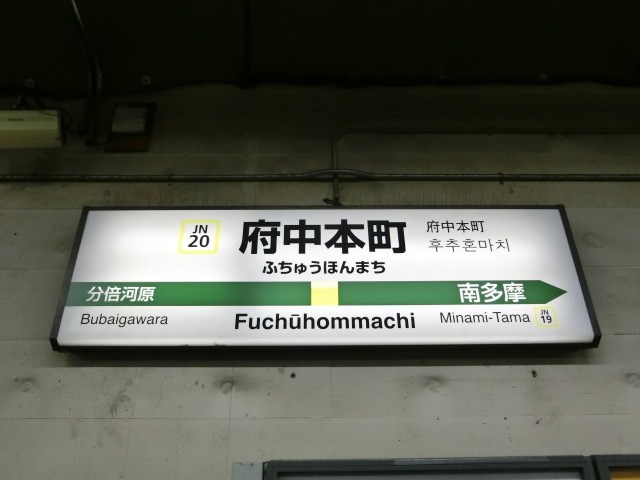 JN
20
府中本町
府中本町
후추혼마치
ふちゅうほんまち
分倍河原
南多摩
Bubaigawara
Fuchūhommachi
Minami-Tama
JN
19